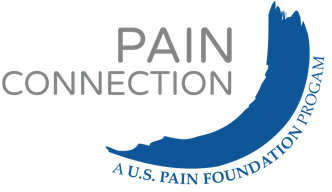 PAIN
CONNECTION
A U.S. PAIN FOUNDATION PROGAM